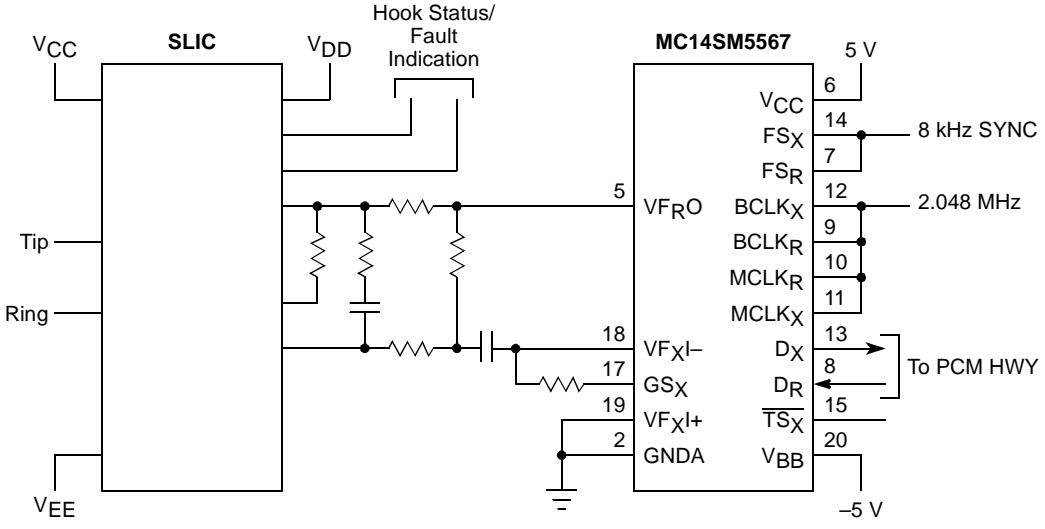 Hook Status/
Fault
Indication
SLIC
MC14SM5567
VCC
VDD
5 V
6
VCC
14
FSX
8 kHz SYNC
7
FSR
5
VFRO
12
BCLKX
2.048 MHz
Tip
9
BCLKR
10
MCLKR
Ring
11
MCLKX
18
VFXI–
13
DX
To PCM HWY
17
GSX
8
DR
19
VFXI+
15
TSX
2
GNDA
20
VBB
VEE
–5 V